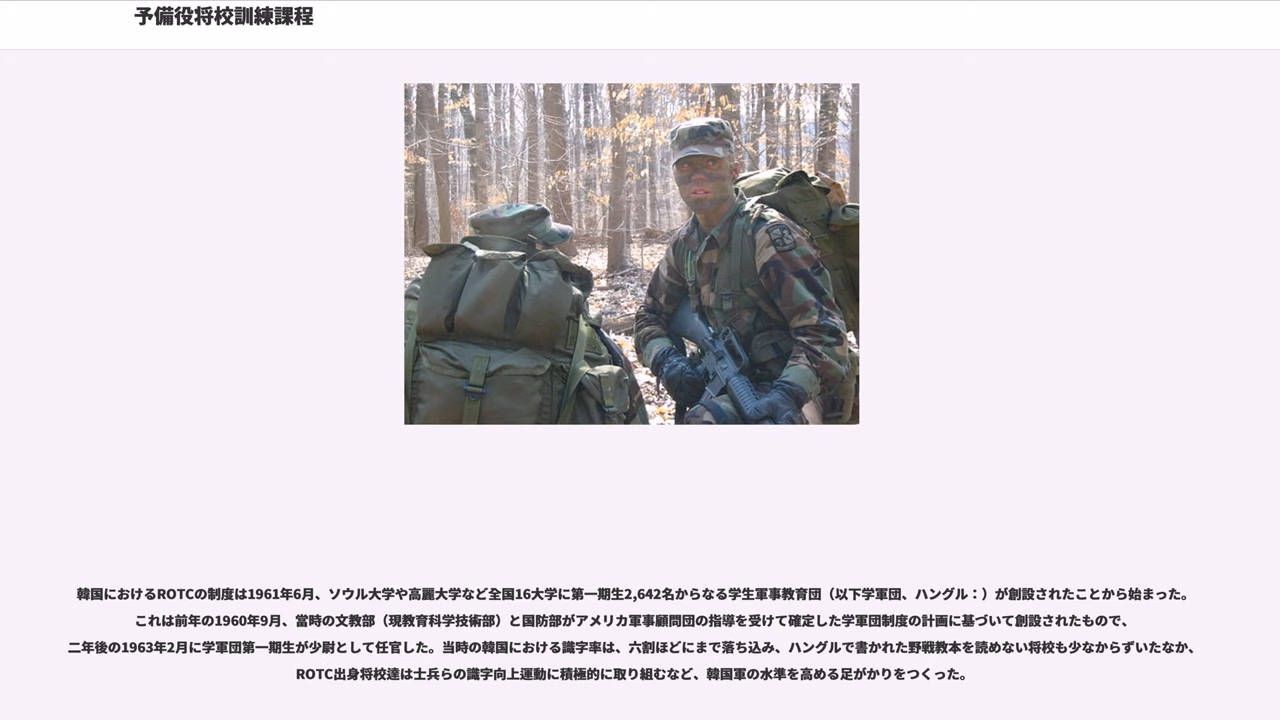 予備役将校訓練課程
韓国におけるROTCの制度は1961年6月、ソウル大学や高麗大学など全国16大学に第一期生2,642名からなる学生軍事教育団（以下学軍団、ハングル：）が創設されたことから始まった。
これは前年の1960年9月、当時の文教部（現教育科学技術部）と国防部がアメリカ軍事顧問団の指導を受けて確定した学軍団制度の計画に基づいて創設されたもので、
二年後の1963年2月に学軍団第一期生が少尉として任官した。当時の韓国における識字率は、六割ほどにまで落ち込み、ハングルで書かれた野戦教本を読めない将校も少なからずいたなか、
ROTC出身将校達は士兵らの識字向上運動に積極的に取り組むなど、韓国軍の水準を高める足がかりをつくった。